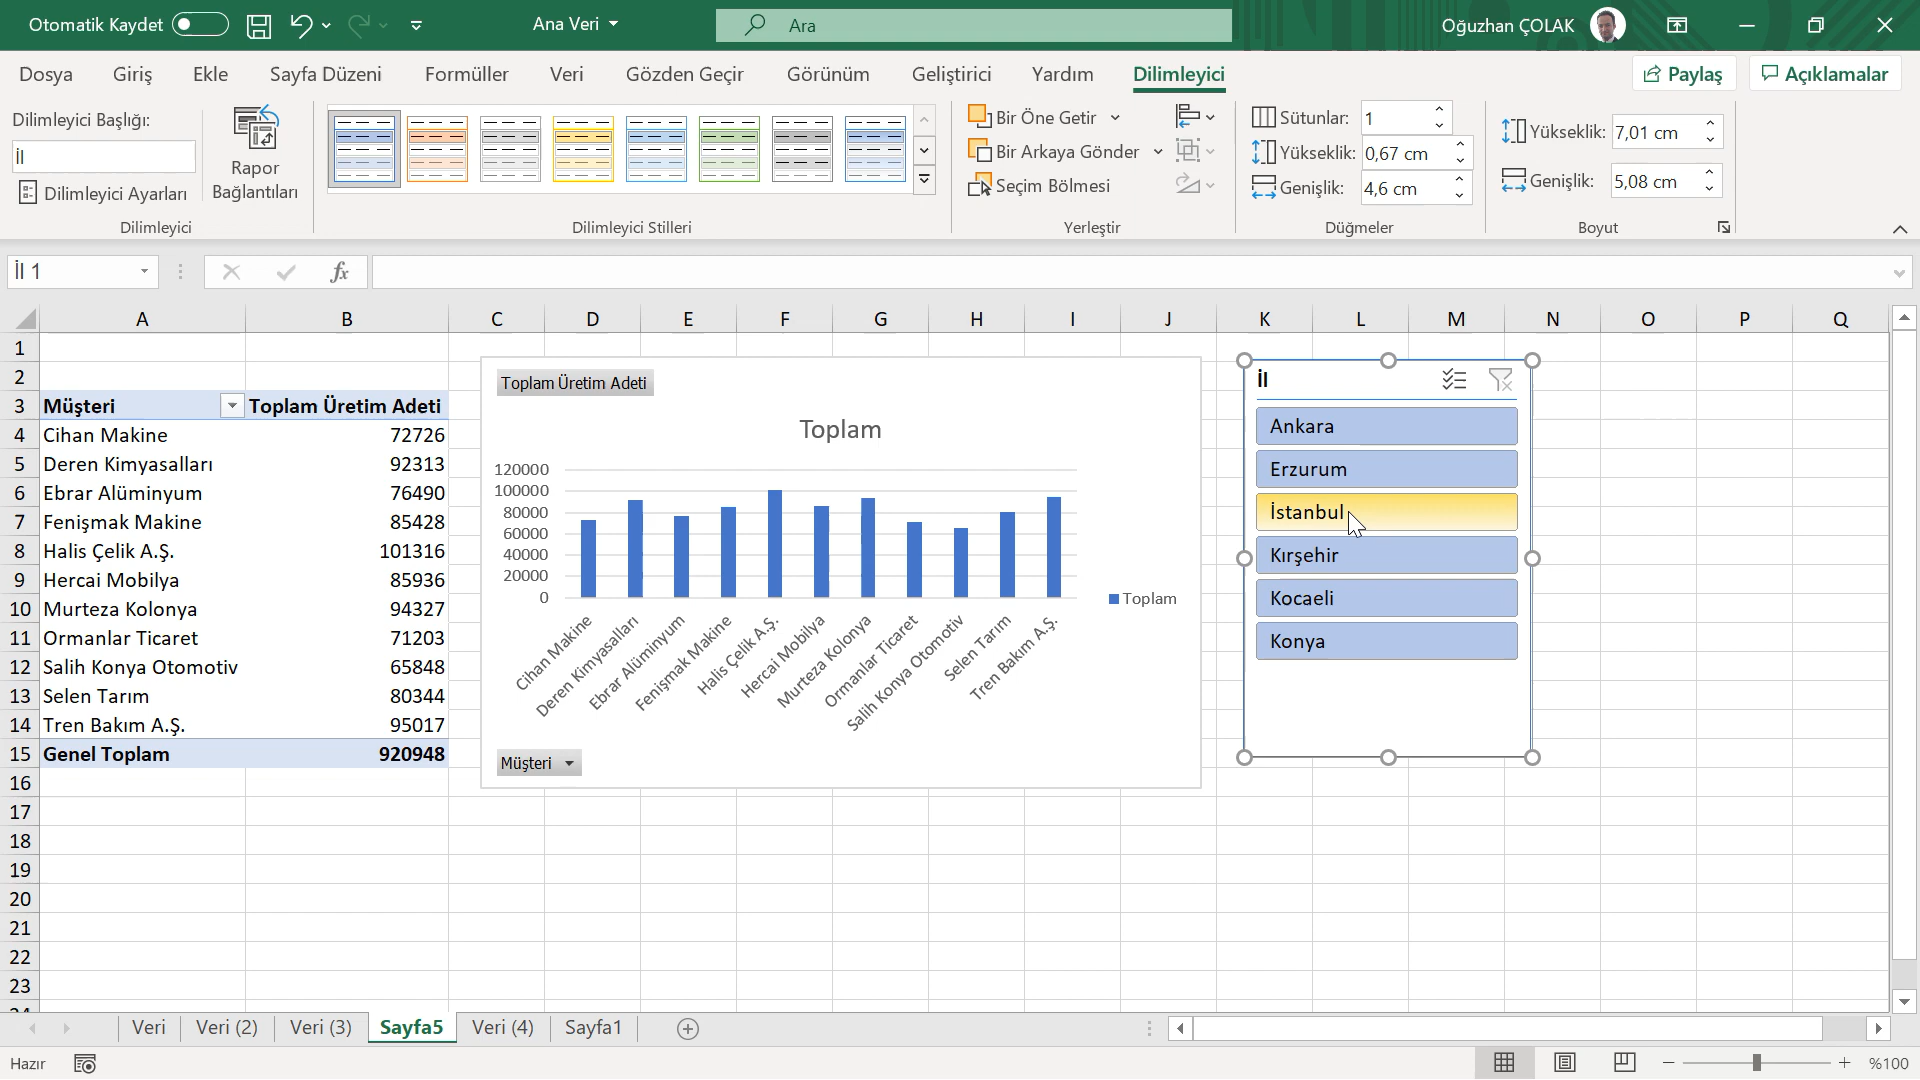 Otomatik Kaydet
Ana Veri
Ara
Oğuzhan ÇOLAK
Dosya Giriş Ekle Sayfa Düzeni Formüller Veri Gözden Geçir Görünüm Geliştirici Yardım Dilimleyici Paylaş Açıklamalar
Dilimleyici Başlığı:
İl
Dilimleyici Ayarları
Rapor
Bağlantıları
Dilimleyici
Dilimleyici Stilleri
Bir Öne Getir
Bir Arkaya Gönder
Seçim Bölmesi
Yerleştir
Sütunlar: 1
Yükseklik: 0,67 cm
Genişlik: 4,6 cm
Düğmeler
Yükseklik: 7,01 cm
Genişlik: 5,08 cm
Boyut
İl 1
fx
A B C D E F G H I J K L M N O P Q
1
2
3 Müşteri Toplam Üretim Adeti
4 Cihan Makine 72726
5 Deren Kimyasalları 92313
6 Ebrar Alüminyum 76490
7 Fenişmak Makine 85428
8 Halis Çelik A.Ş. 101316
9 Hercai Mobilya 85936
10 Murteza Kolonya 94327
11 Ormanlar Ticaret 71203
12 Salih Konya Otomotiv 65848
13 Selen Tarım 80344
14 Tren Bakım A.Ş. 95017
15 Genel Toplam 920948
16
17
18
19
20
21
22
23
Toplam Üretim Adeti
Toplam
120000
100000
80000
60000
40000
20000
0
Cihan Makine
Deren Kimyasalları
Ebrar Alüminyum
Fenişmak Makine
Halis Çelik A.Ş.
Hercai Mobilya
Murteza Kolonya
Ormanlar Ticaret
Salih Konya Otomotiv
Selen Tarım
Tren Bakım A.Ş.
Toplam
Müşteri
İl
Ankara
Erzurum
İstanbul
Kırşehir
Kocaeli
Konya
Veri Veri (2) Veri (3) Sayfa5 Veri (4) Sayfa1
Hazır
%100